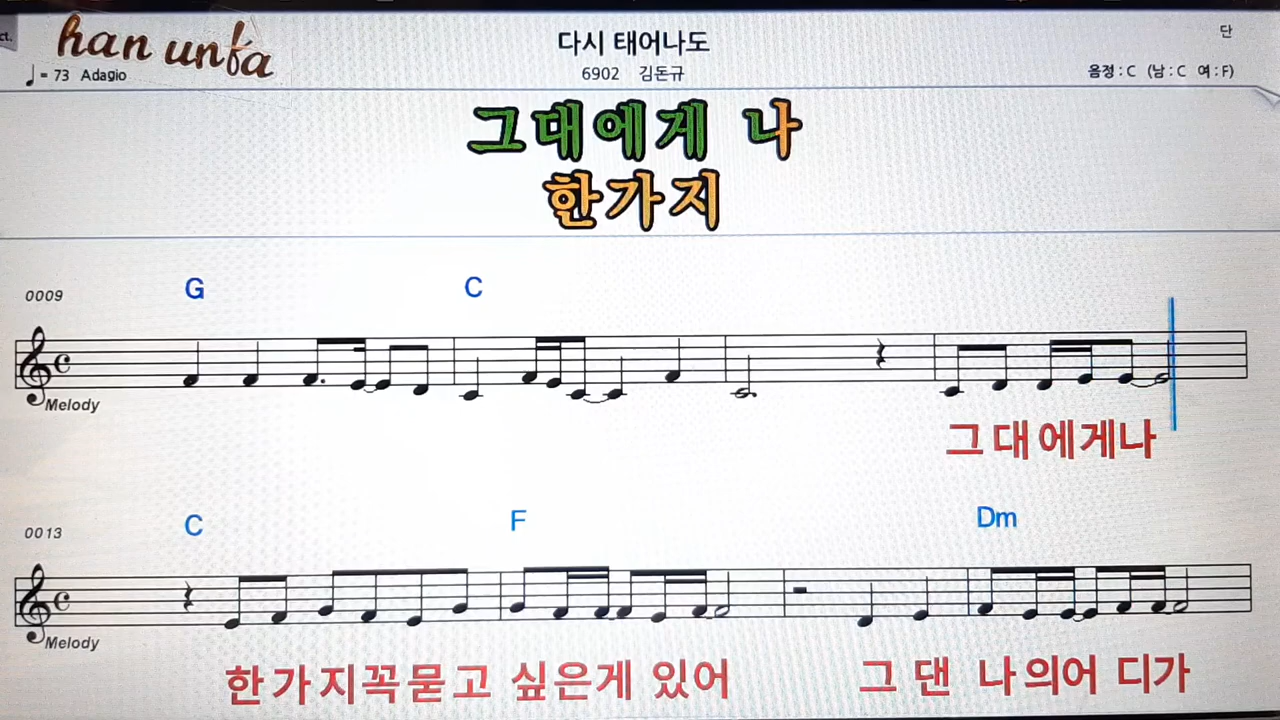 ct.
han unba
단
다시 태어나도
♩= 73 Adagio
6902 김돈규
음정 : C (남 : C 여 : F)
그대에게 나
한가지
0009
G
C
Melody
그 대 에게나
0013
C
F
Dm
Melody
한 가 지꼭묻고 싶은게 있어 그 댄 나의어 디가